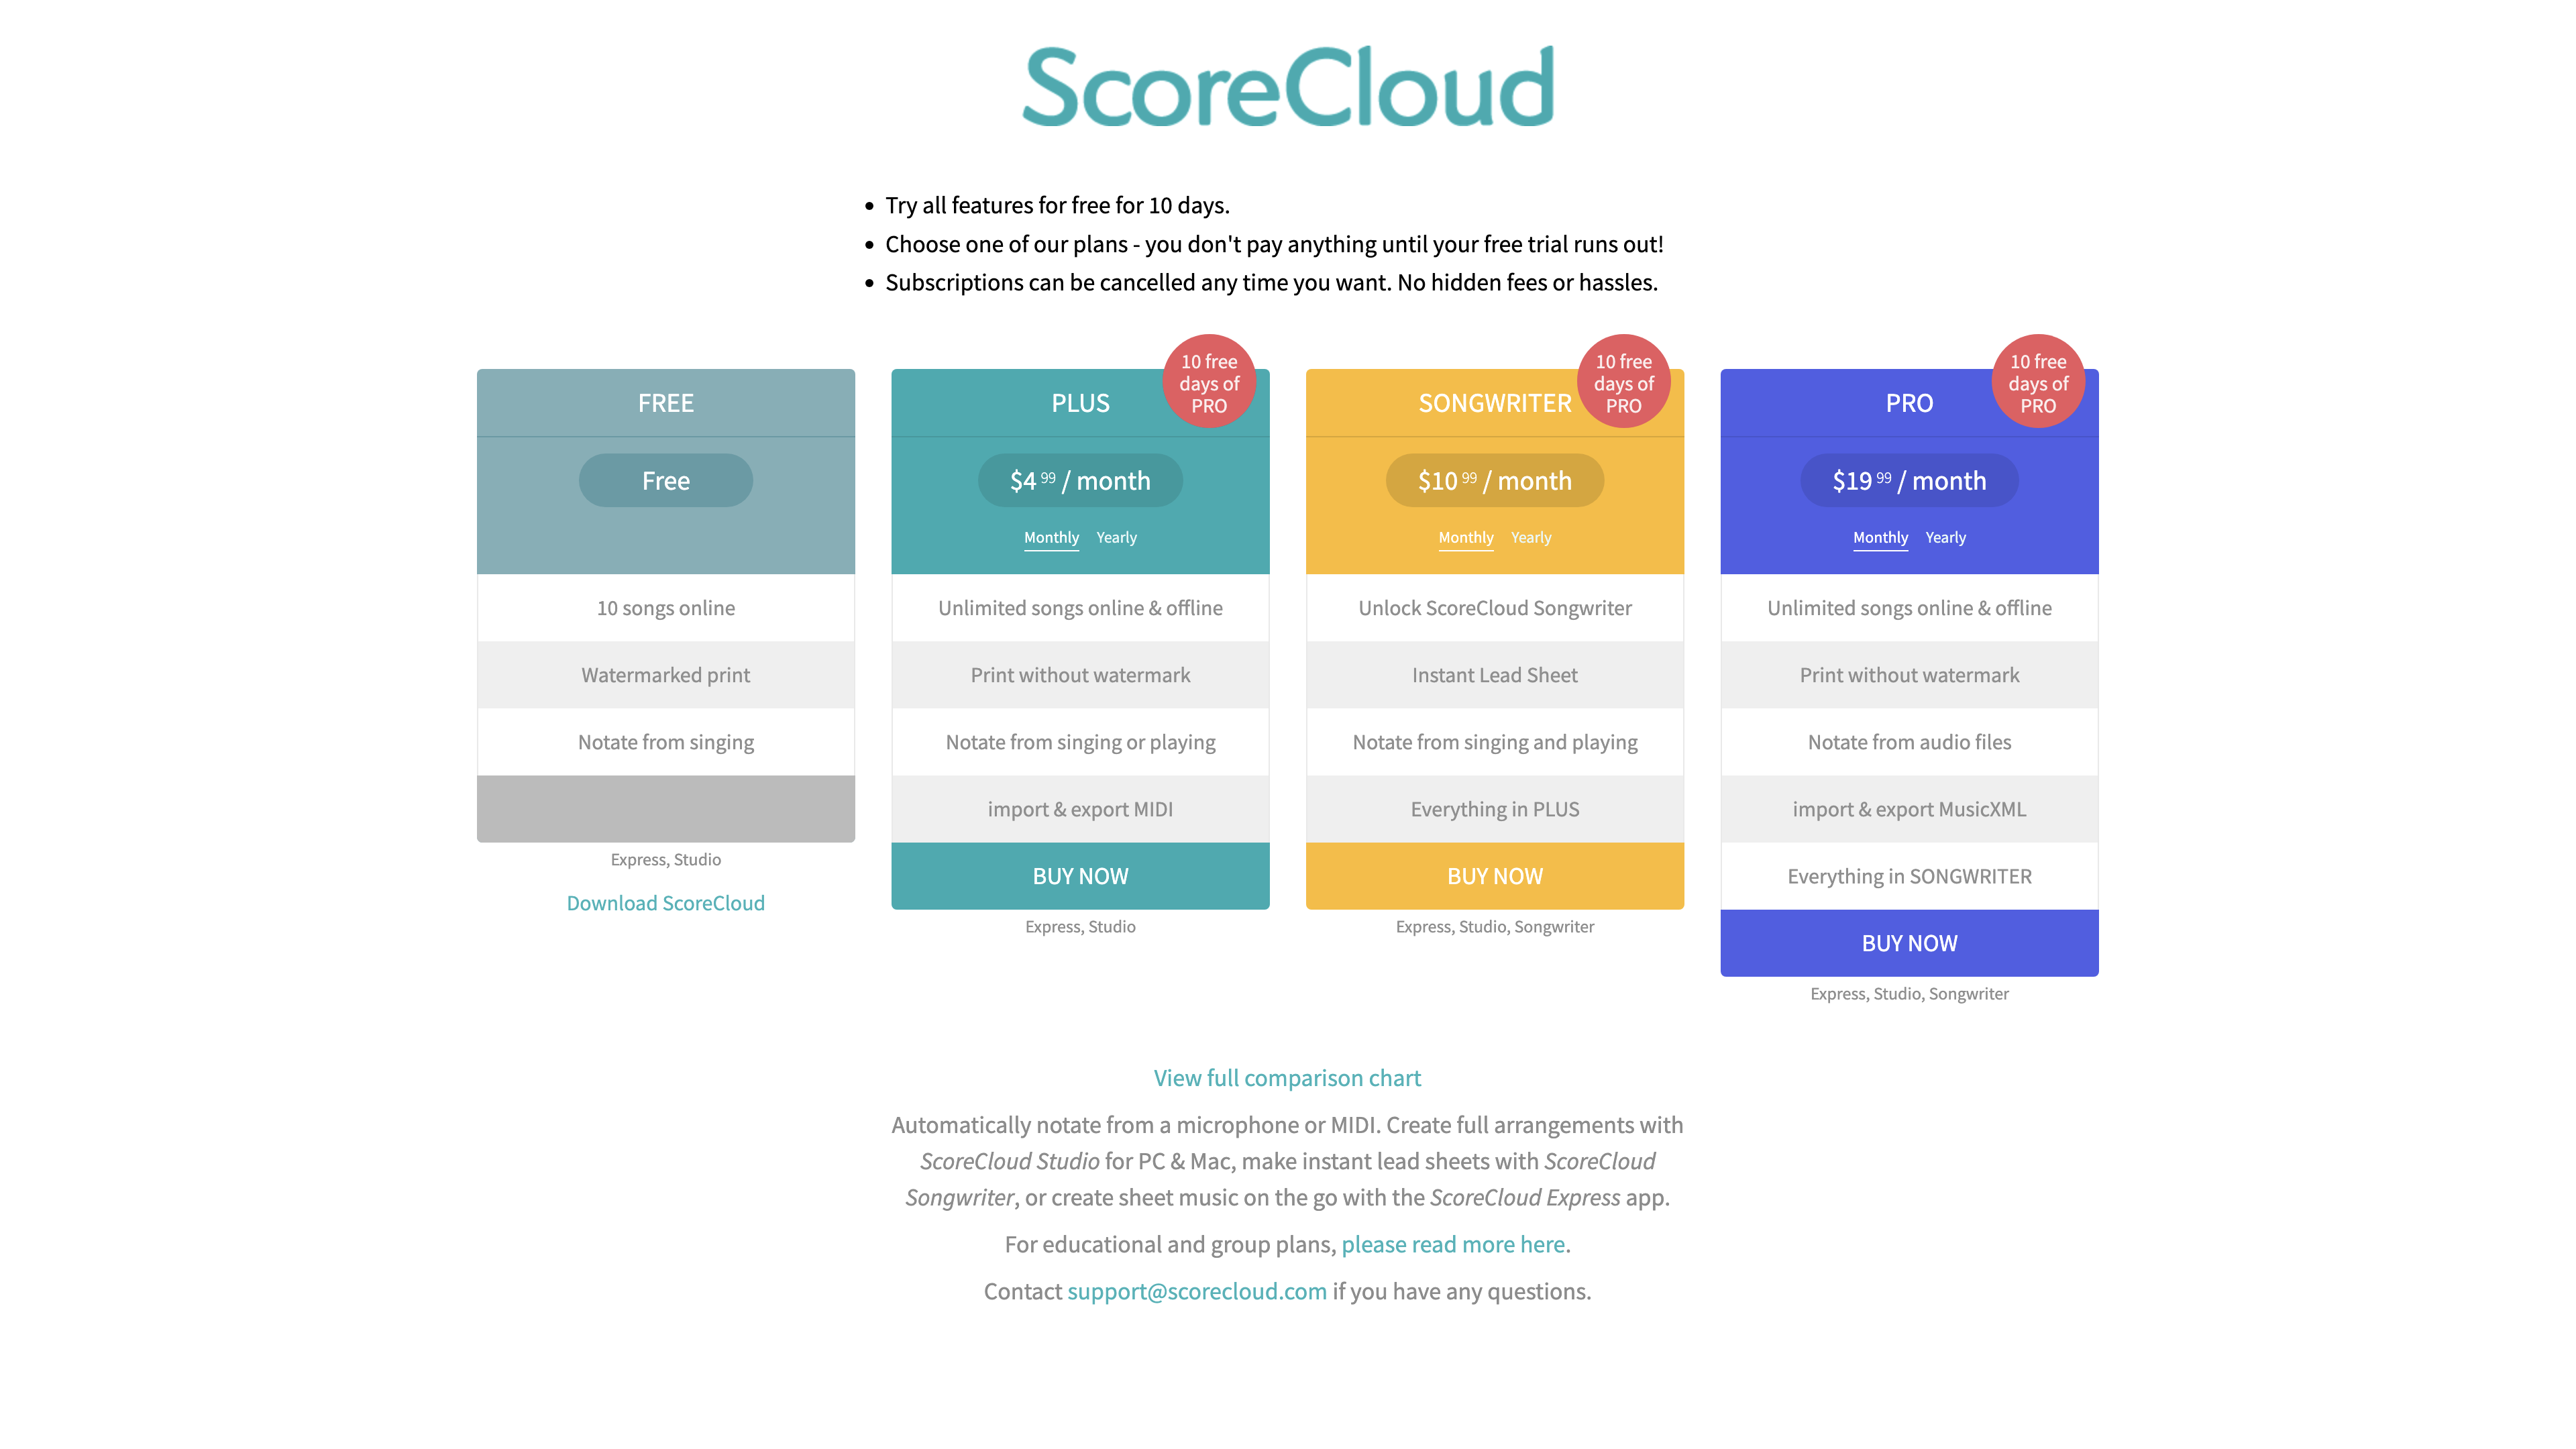 ScoreCloud
• Try all features for free for 10 days.
• Choose one of our plans - you don't pay anything until your free trial runs out!
• Subscriptions can be cancelled any time you want. No hidden fees or hassles.
FREE
Free
10 songs online
Watermarked print
Notate from singing
Express, Studio
Download ScoreCloud
10 free
days of
PRO
PLUS
$4 99 / month
Monthly Yearly
Unlimited songs online & offline
Print without watermark
Notate from singing or playing
import & export MIDI
BUY NOW
Express, Studio
10 free
days of
PRO
SONGWRITER
$10 99 / month
Monthly Yearly
Unlock ScoreCloud Songwriter
Instant Lead Sheet
Notate from singing and playing
Everything in PLUS
BUY NOW
Express, Studio, Songwriter
10 free
days of
PRO
PRO
$19 99 / month
Monthly Yearly
Unlimited songs online & offline
Print without watermark
Notate from audio files
import & export MusicXML
Everything in SONGWRITER
BUY NOW
Express, Studio, Songwriter
View full comparison chart
Automatically notate from a microphone or MIDI. Create full arrangements with
ScoreCloud Studio for PC & Mac, make instant lead sheets with ScoreCloud
Songwriter, or create sheet music on the go with the ScoreCloud Express app.
For educational and group plans, please read more here.
Contact support@scorecloud.com if you have any questions.